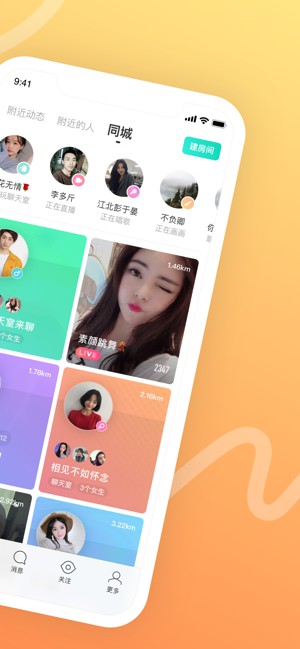 9:41
附近动态 附近的人 同城
建房间
花无情🌹 李多斤 江北彭于晏 不负卿 你
玩聊天室 正在直播 正在唱歌 正在画画
1.46km
天室来聊
个女生
素颜跳舞
LIVE 2347
1.78km
2.16km
12
相见不如怀念
聊天室 3个女生
2.92km
3.22km
消息 关注 更多